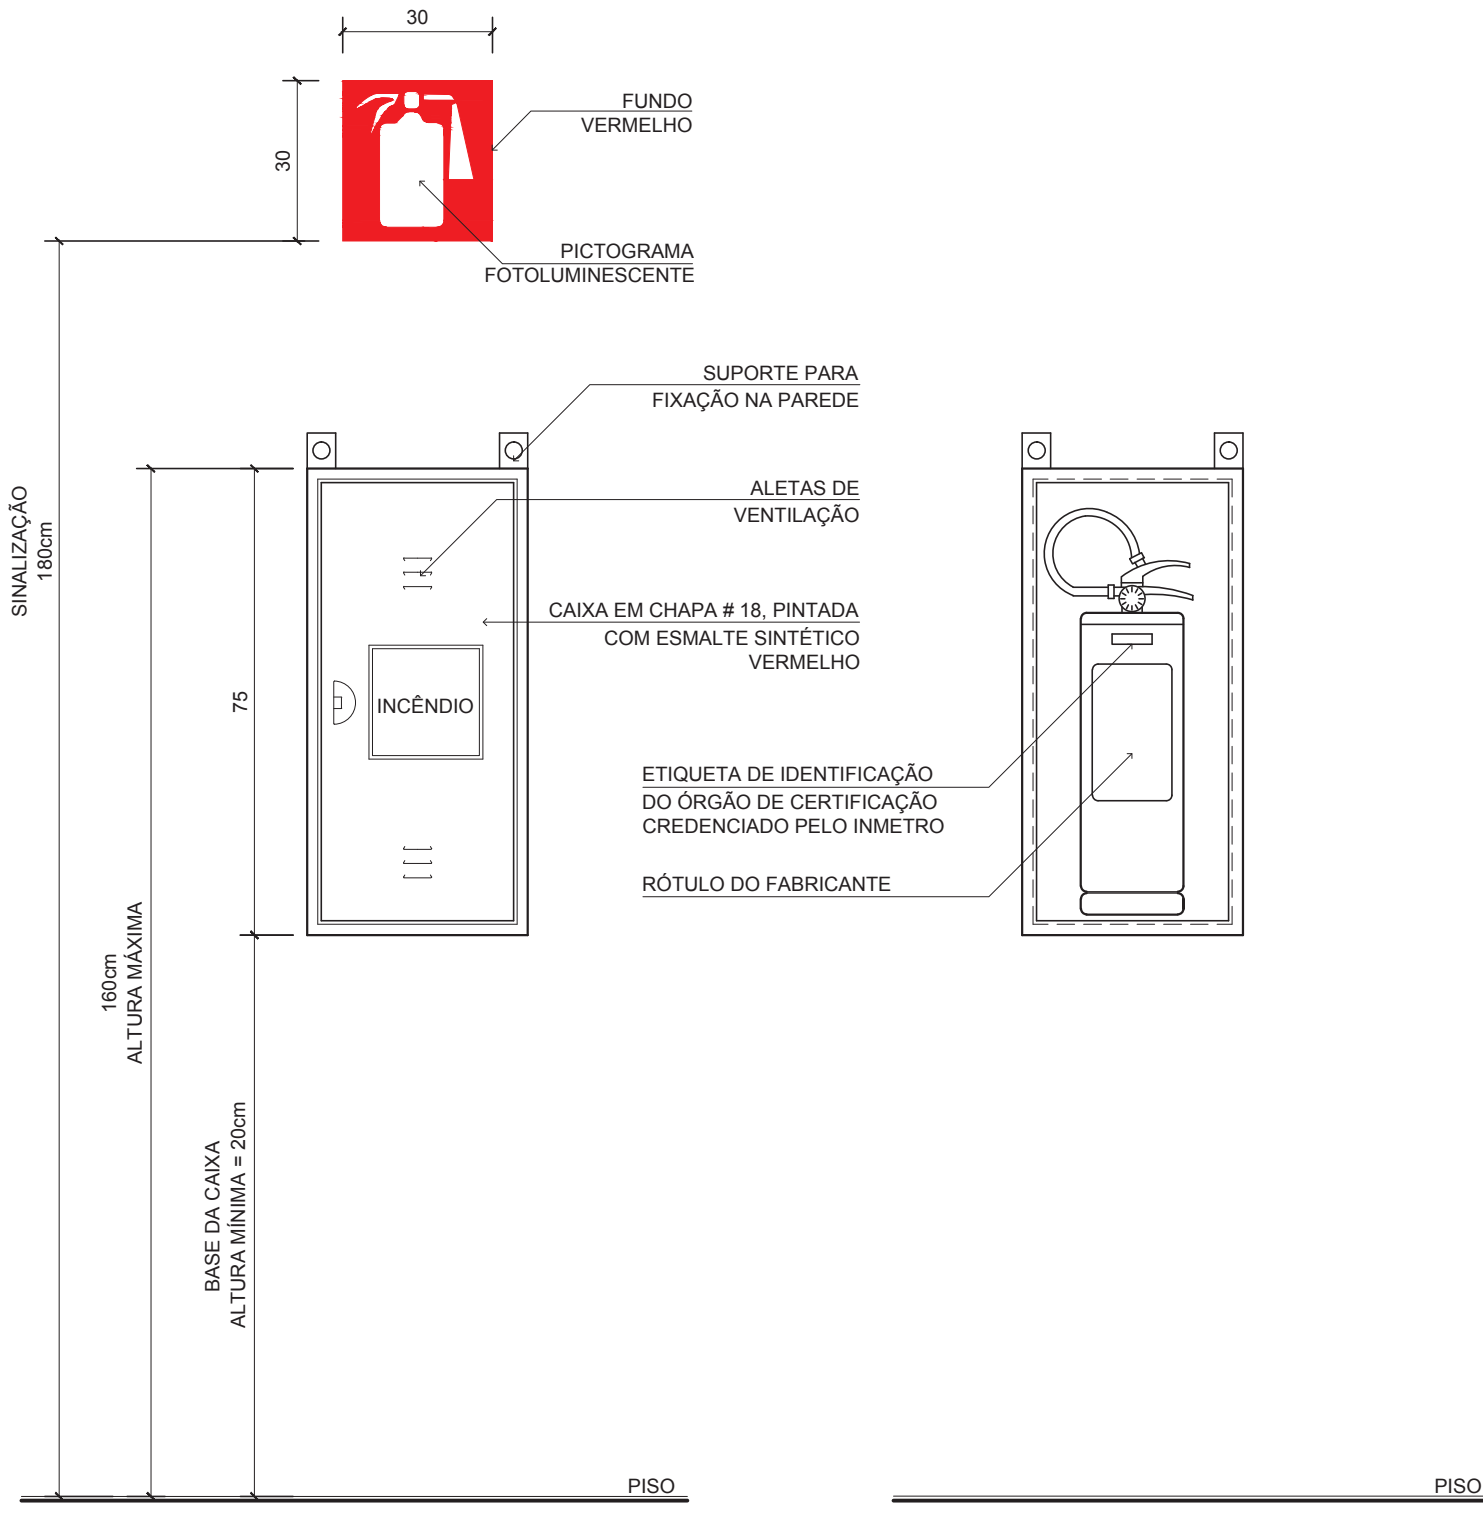 30
30
FUNDO
VERMELHO
PICTOGRAMA
FOTOLUMINESCENTE
SUPORTE PARA
FIXAÇÃO NA PAREDE
ALETAS DE
VENTILAÇÃO
CAIXA EM CHAPA # 18, PINTADA
COM ESMALTE SINTÉTICO
VERMELHO
INCÊNDIO
ETIQUETA DE IDENTIFICAÇÃO
DO ÓRGÃO DE CERTIFICAÇÃO
CREDENCIADO PELO INMETRO
RÓTULO DO FABRICANTE
SINALIZAÇÃO
180cm
160cm
ALTURA MÁXIMA
75
BASE DA CAIXA
ALTURA MÍNIMA = 20cm
PISO
PISO